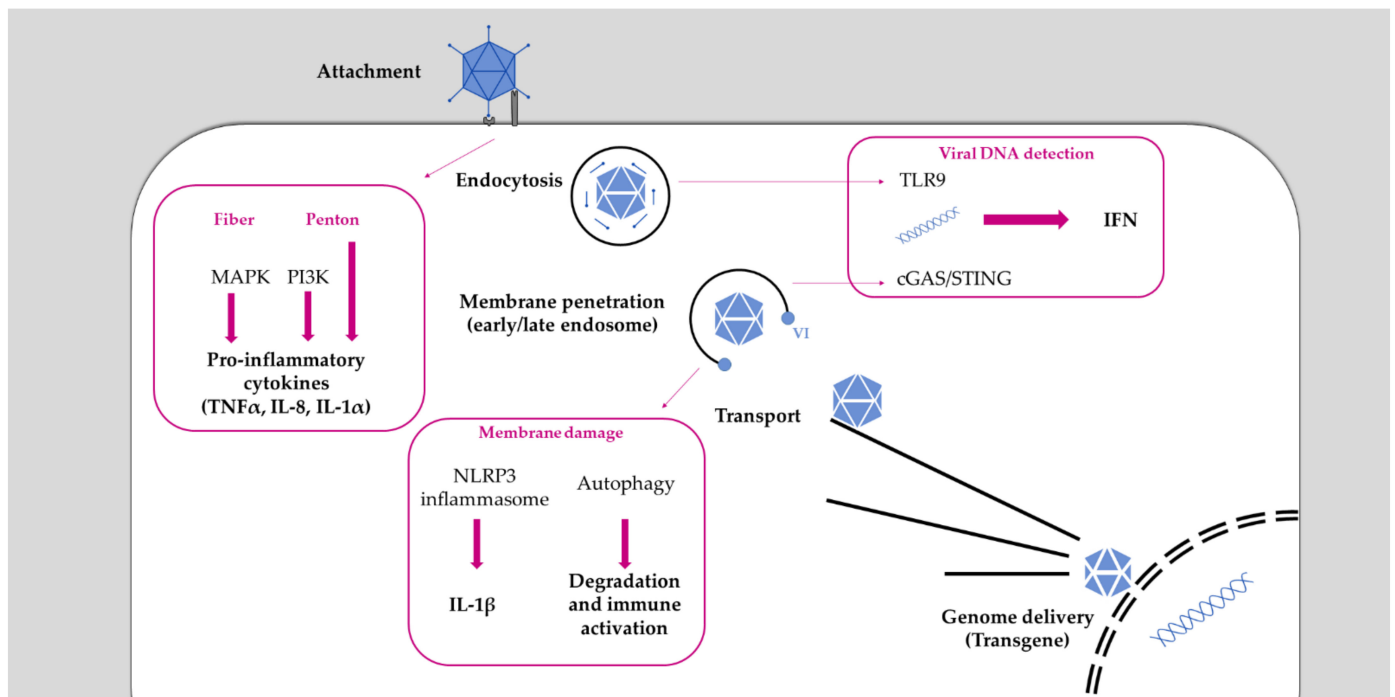 Attachment
Endocytosis
Viral DNA detection
TLR9
IFN
cGAS/STING
Fiber
Penton
MAPK
PI3K
Pro-inflammatory
cytokines
(TNFα, IL-8, IL-1α)
Membrane penetration
(early/late endosome)
VI
Transport
Membrane damage
NLRP3
inflammasome
Autophagy
IL-1β
Degradation
and immune
activation
Genome delivery
(Transgene)